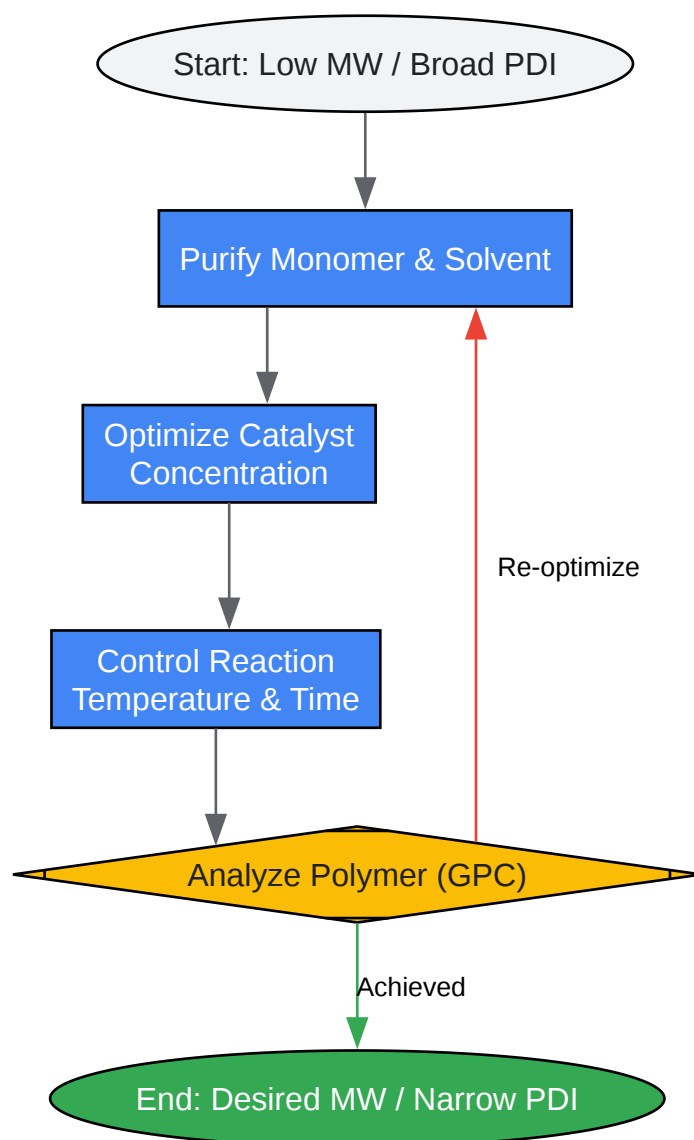 Start: Low MW / Broad PDI
Purify Monomer & Solvent
Optimize Catalyst
Concentration
Re-optimize
Control Reaction
Temperature & Time
Analyze Polymer (GPC)
Achieved
End: Desired MW / Narrow PDI